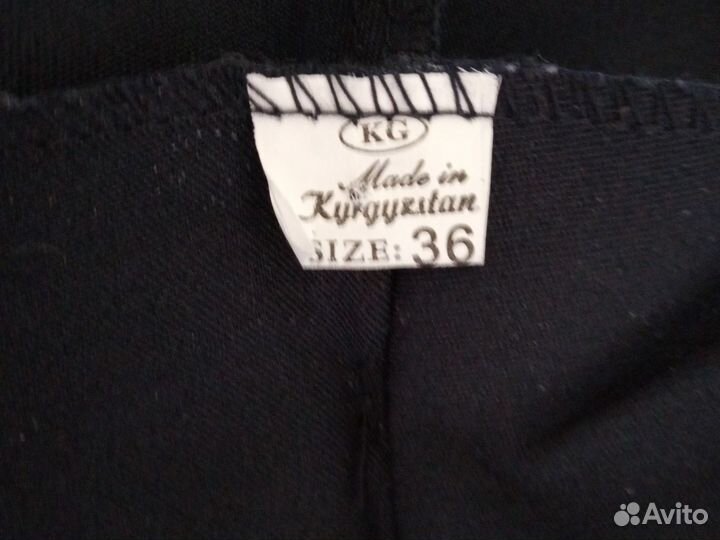 KG
Made in
Kyrgyzstan
SIZE: 36
Avito